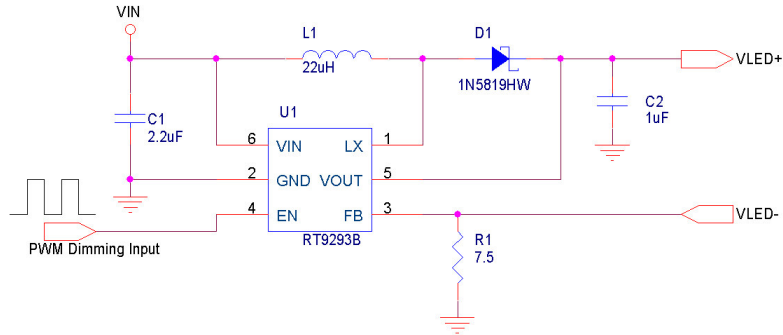 VIN
L1
22uH
D1
1N5819HW
VLED+
C1
2.2uF
U1
C2
1uF
6 VIN LX 1
2 GND VOUT 5
4 EN FB 3
RT9293B
VLED-
PWM Dimming Input
R1
7.5